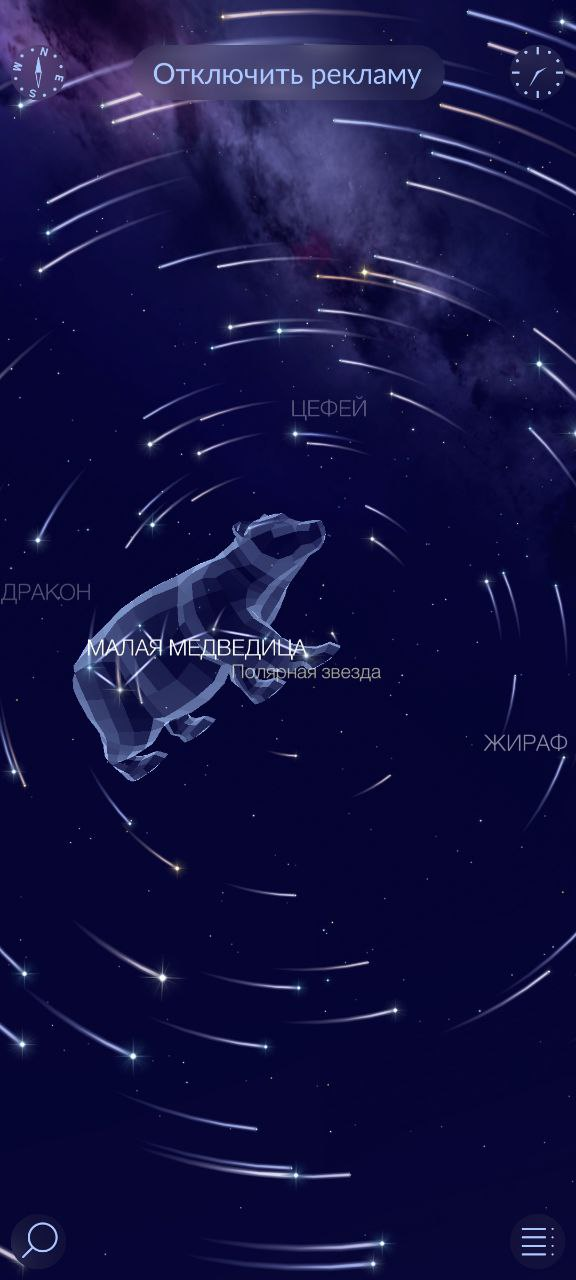 N
E
S
W
Отключить рекламу
ЦЕФЕЙ
ДРАКОН
МАЛАЯ МЕДВЕДИЦА
Полярная звезда
ЖИРАФ